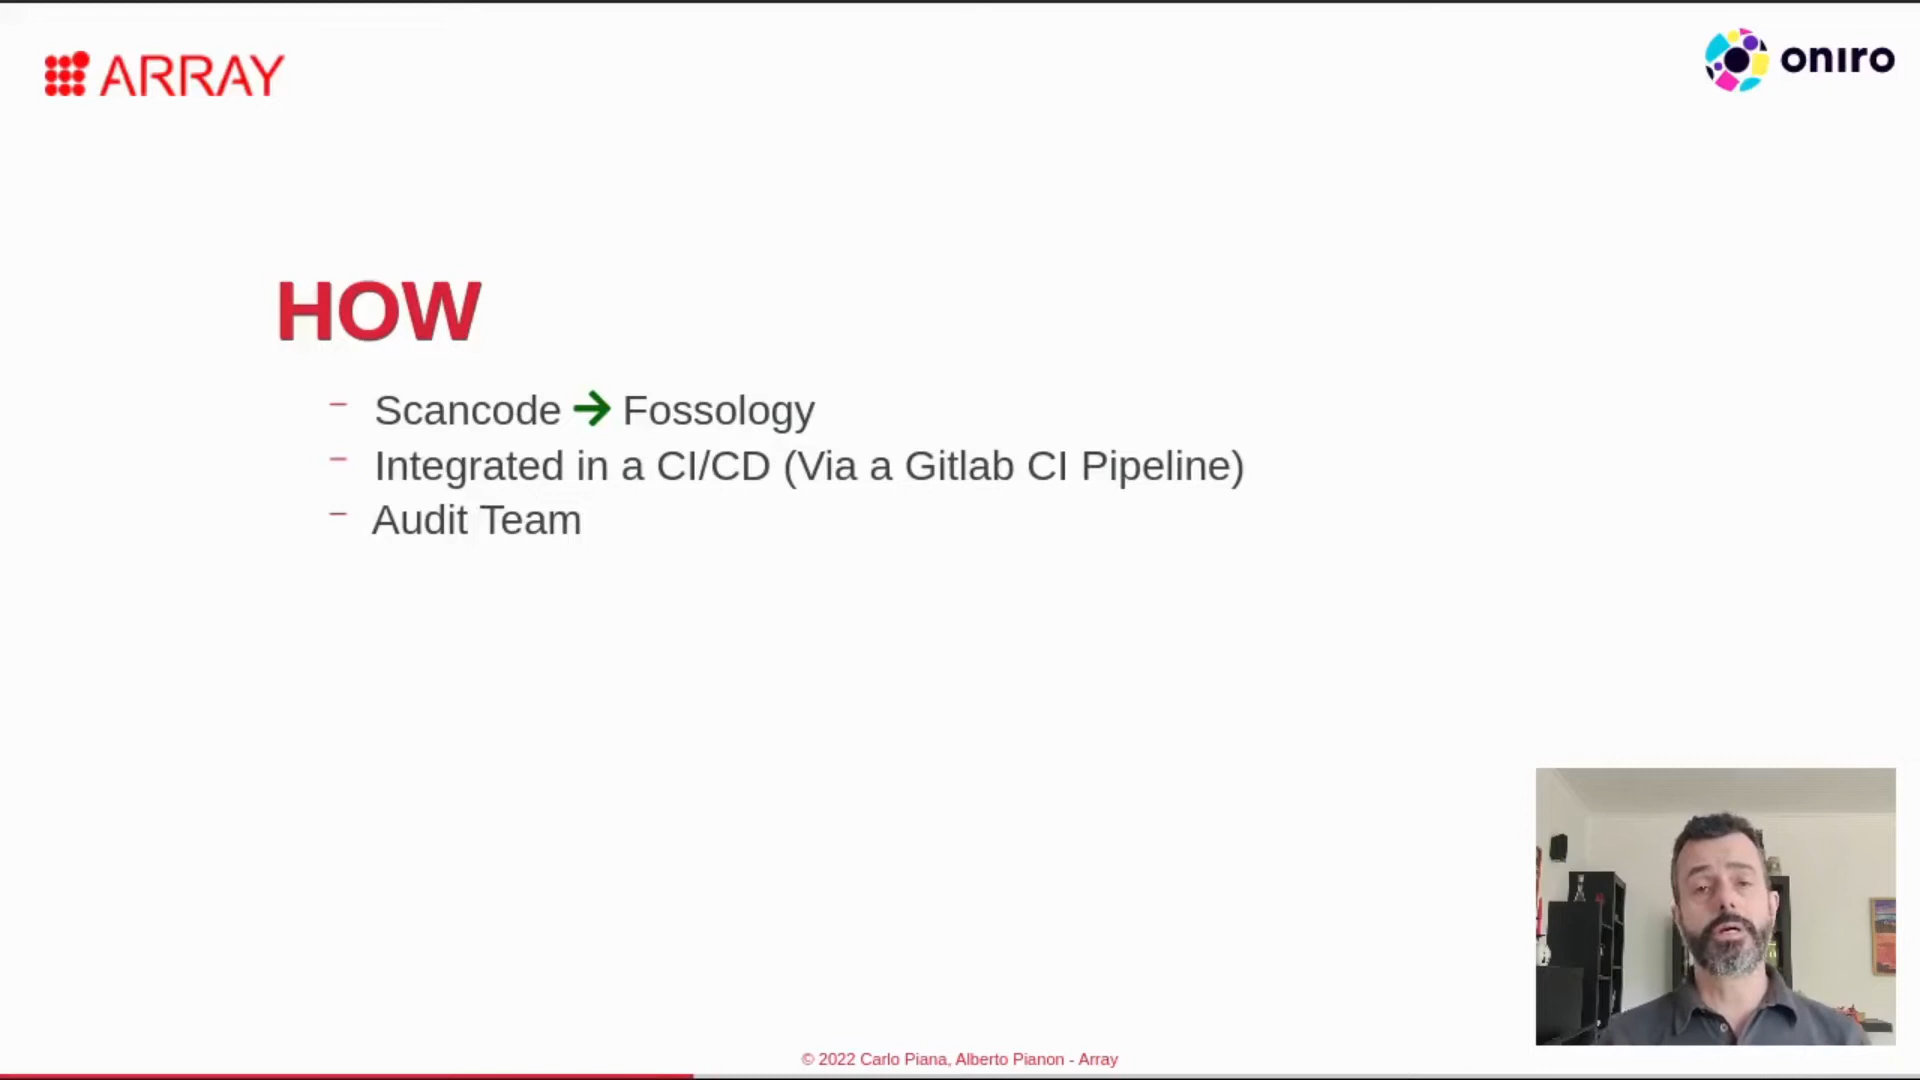 ARRAY
oniro
HOW
– Scancode → Fossology
– Integrated in a CI/CD (Via a Gitlab CI Pipeline)
– Audit Team
© 2022 Carlo Piana, Alberto Pianon - Array